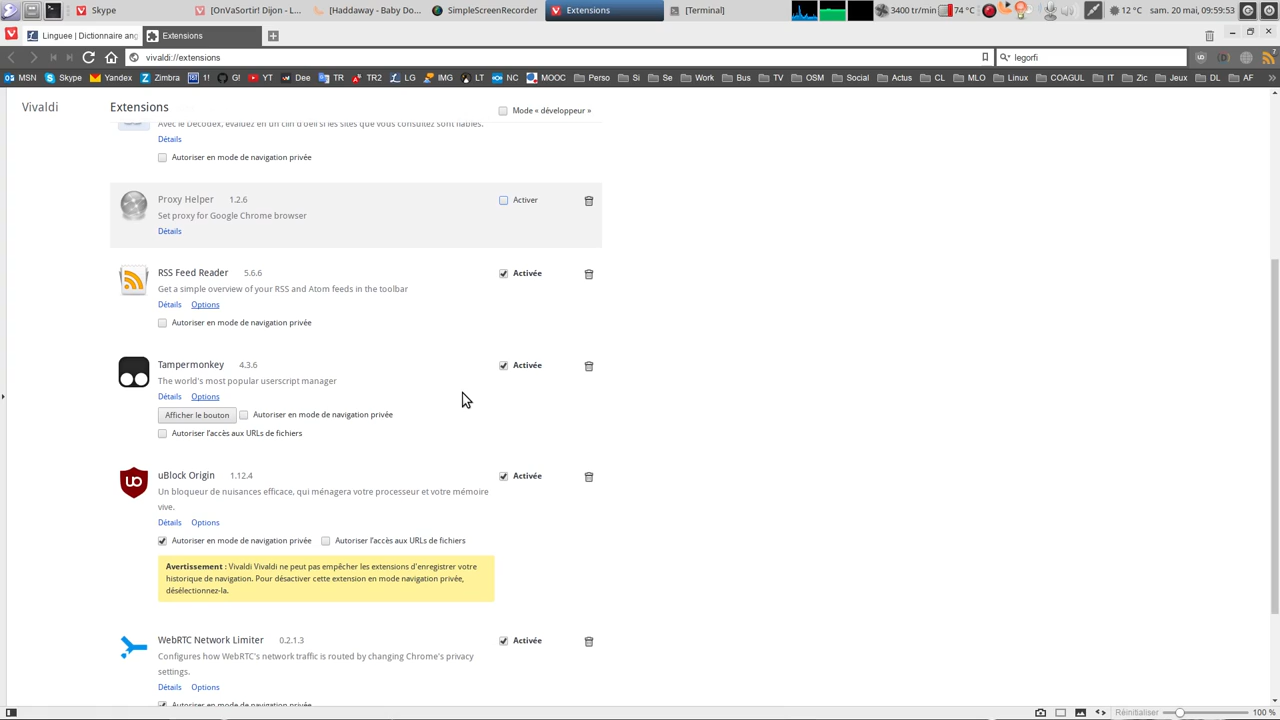 Skype
[OnVaSortir! Dijon - L...
[Haddaway - Baby Do...
SimpleScreenRecorder
Extensions
[Terminal]
3400 tr/min
74 °C
12 °C
sam. 20 mai, 09:59:53
Linguee | Dictionnaire ang
Extensions
vivaldi://extensions
legorfi
MSN
Skype
Yandex
Zimbra
1!
G!
YT
Dee
TR
TR2
LG
IMG
LT
NC
MOOC
Perso
Si
Se
Work
Bus
TV
OSM
Social
Actus
CL
MLO
Linux
COAGUL
IT
Zic
Jeux
DL
AF
»
Vivaldi
Extensions
Mode « développeur »
Avec le Décodex, évaluez en un clin d'oeil si les sites que vous consultez sont fiables.
Détails
Autoriser en mode de navigation privée
Proxy Helper 1.2.6
Activer
Set proxy for Google Chrome browser
Détails
RSS Feed Reader 5.6.6
Activée
Get a simple overview of your RSS and Atom feeds in the toolbar
Détails Options
Autoriser en mode de navigation privée
Tampermonkey 4.3.6
Activée
The world's most popular userscript manager
Détails Options
Afficher le bouton Autoriser en mode de navigation privée
Autoriser l'accès aux URLs de fichiers
uBlock Origin 1.12.4
Activée
Un bloqueur de nuisances efficace, qui ménagera votre processeur et votre mémoire
vive.
Détails Options
Autoriser en mode de navigation privée Autoriser l'accès aux URLs de fichiers
Avertissement : Vivaldi Vivaldi ne peut pas empêcher les extensions d'enregistrer votre
historique de navigation. Pour désactiver cette extension en mode navigation privée,
désélectionnez-la.
WebRTC Network Limiter 0.2.1.3
Activée
Configures how WebRTC's network traffic is routed by changing Chrome's privacy
settings.
Détails Options
Autoriser en mode de navigation privée
Réinitialiser
100 %